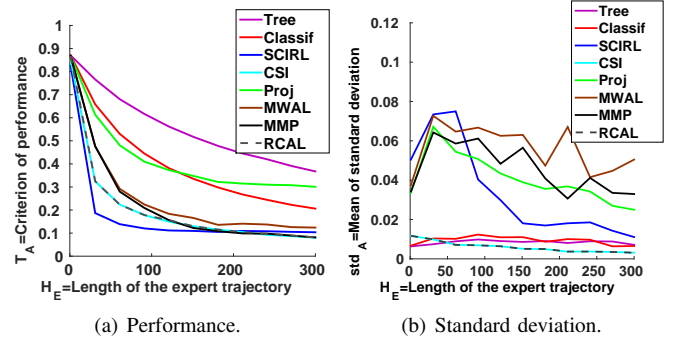 Tree
Classif
SCIRL
CSI
Proj
MWAL
MMP
RCAL
1
0.9
0.8
0.7
0.6
0.5
0.4
0.3
0.2
0.1
0
0 100 200 300
T_A=Criterion of performance
H_E=Length of the expert trajectory
(a) Performance.
Tree
Classif
SCIRL
CSI
Proj
MWAL
MMP
RCAL
0.12
0.1
0.08
0.06
0.04
0.02
0
0 50 100 150 200 250 300
std_A=Mean of standard deviation
H_E=Length of the expert trajectory
(b) Standard deviation.